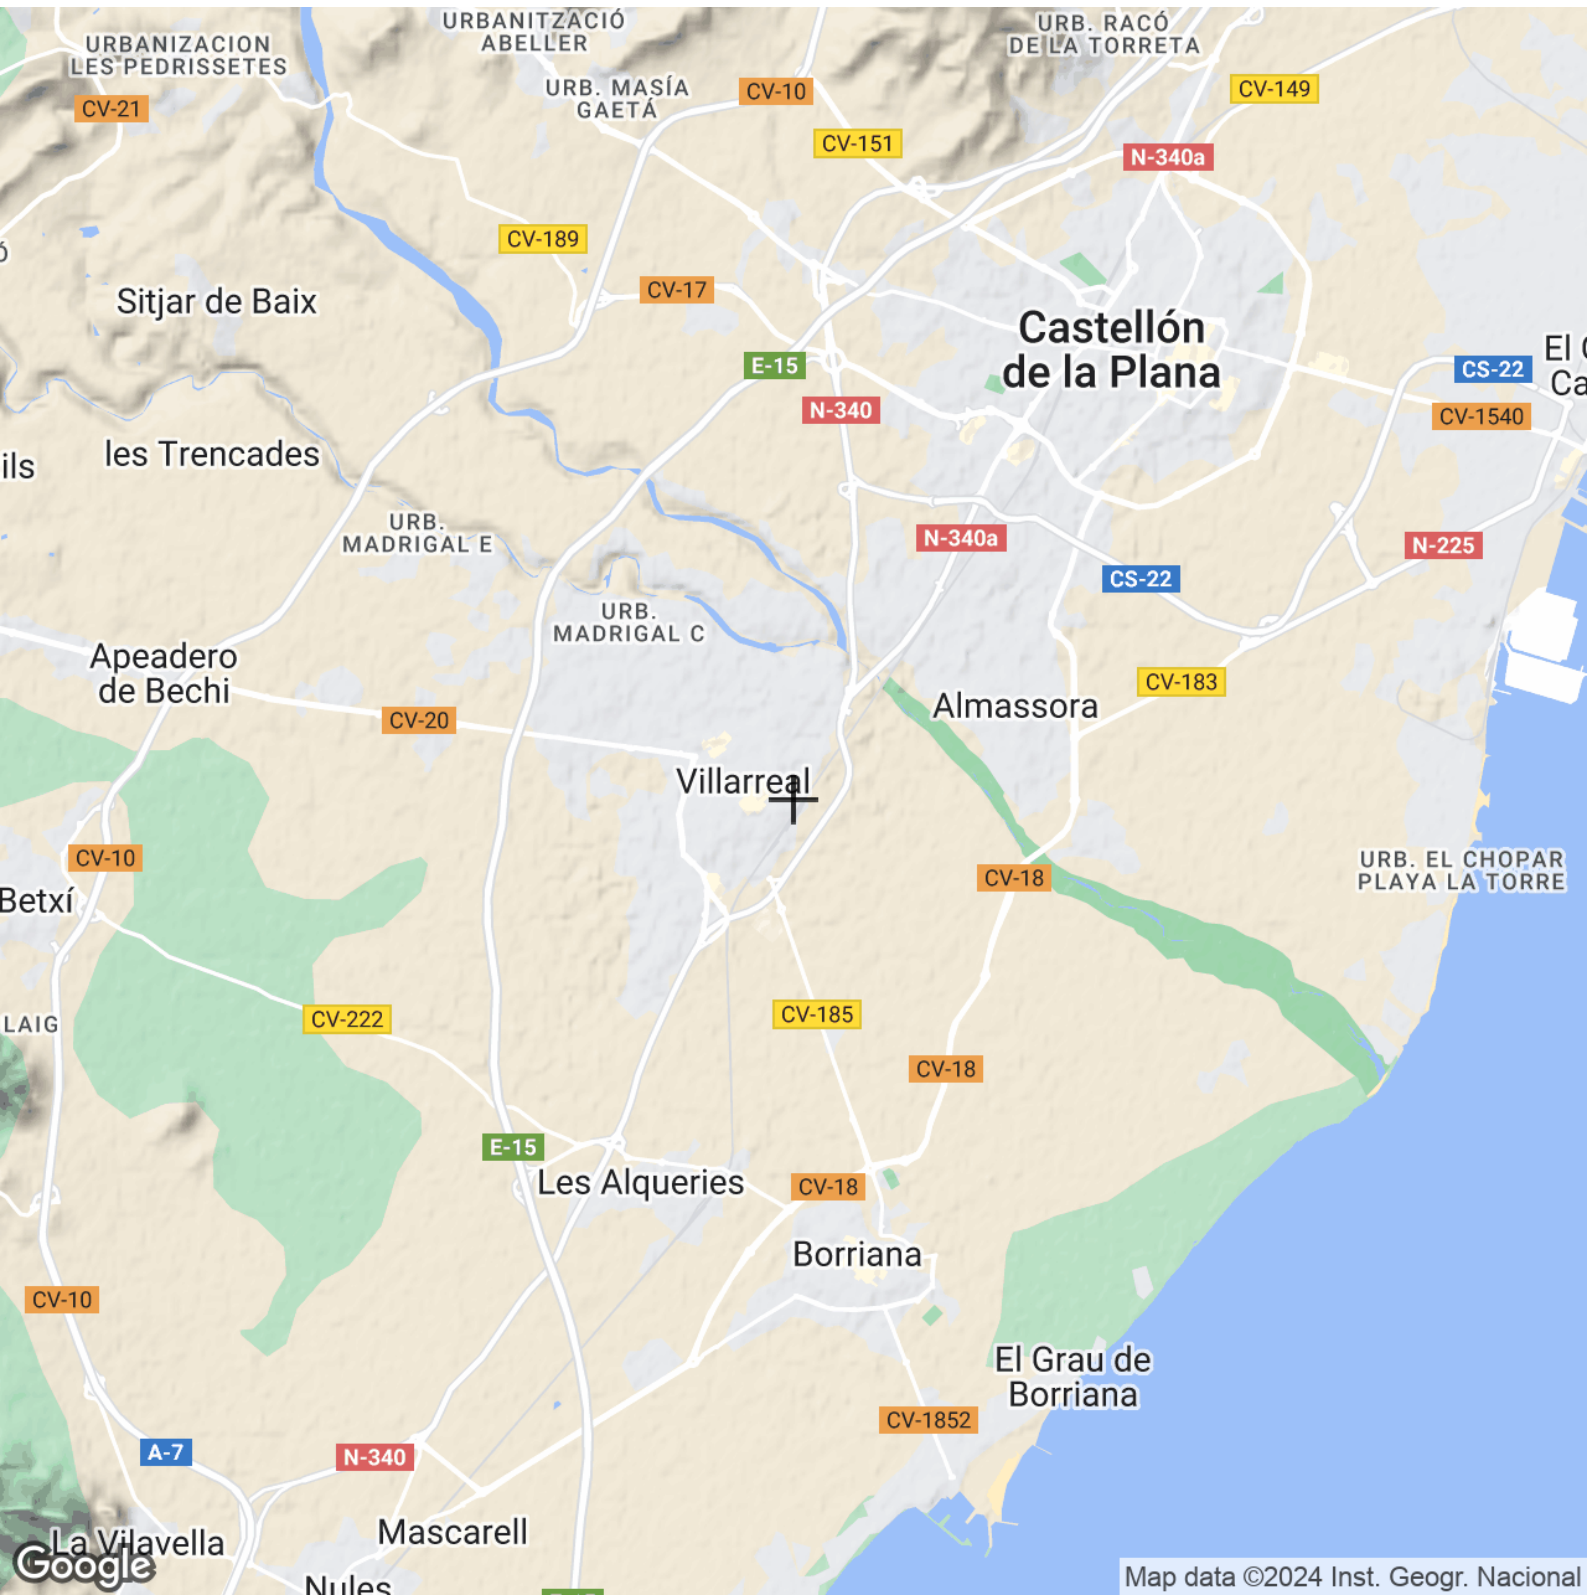 URBANITZACIÓ
ABELLER
URB. RACÓ
DE LA TORRETA
URBANIZACION
LES PEDRISSETES
URB. MASÍA
GAETÁ
CV-10
CV-149
CV-21
CV-151
N-340a
CV-189
CV-17
Sitjar de Baix
Castellón
de la Plana
E-15
CS-22
N-340
CV-1540
les Trencades
ils
URB.
MADRIGAL E
N-340a
N-225
CS-22
URB.
MADRIGAL C
Apeadero
de Bechi
CV-183
Almassora
CV-20
Villarreal
CV-10
CV-18
URB. EL CHOPAR
PLAYA LA TORRE
Betxí
CV-222
CV-185
LAIG
CV-18
E-15
Les Alqueries
CV-18
Borriana
CV-10
El Grau de
Borriana
CV-1852
A-7
N-340
Mascarell
La Vilavella
Google
Nules
Map data ©2024 Inst. Geogr. Nacional